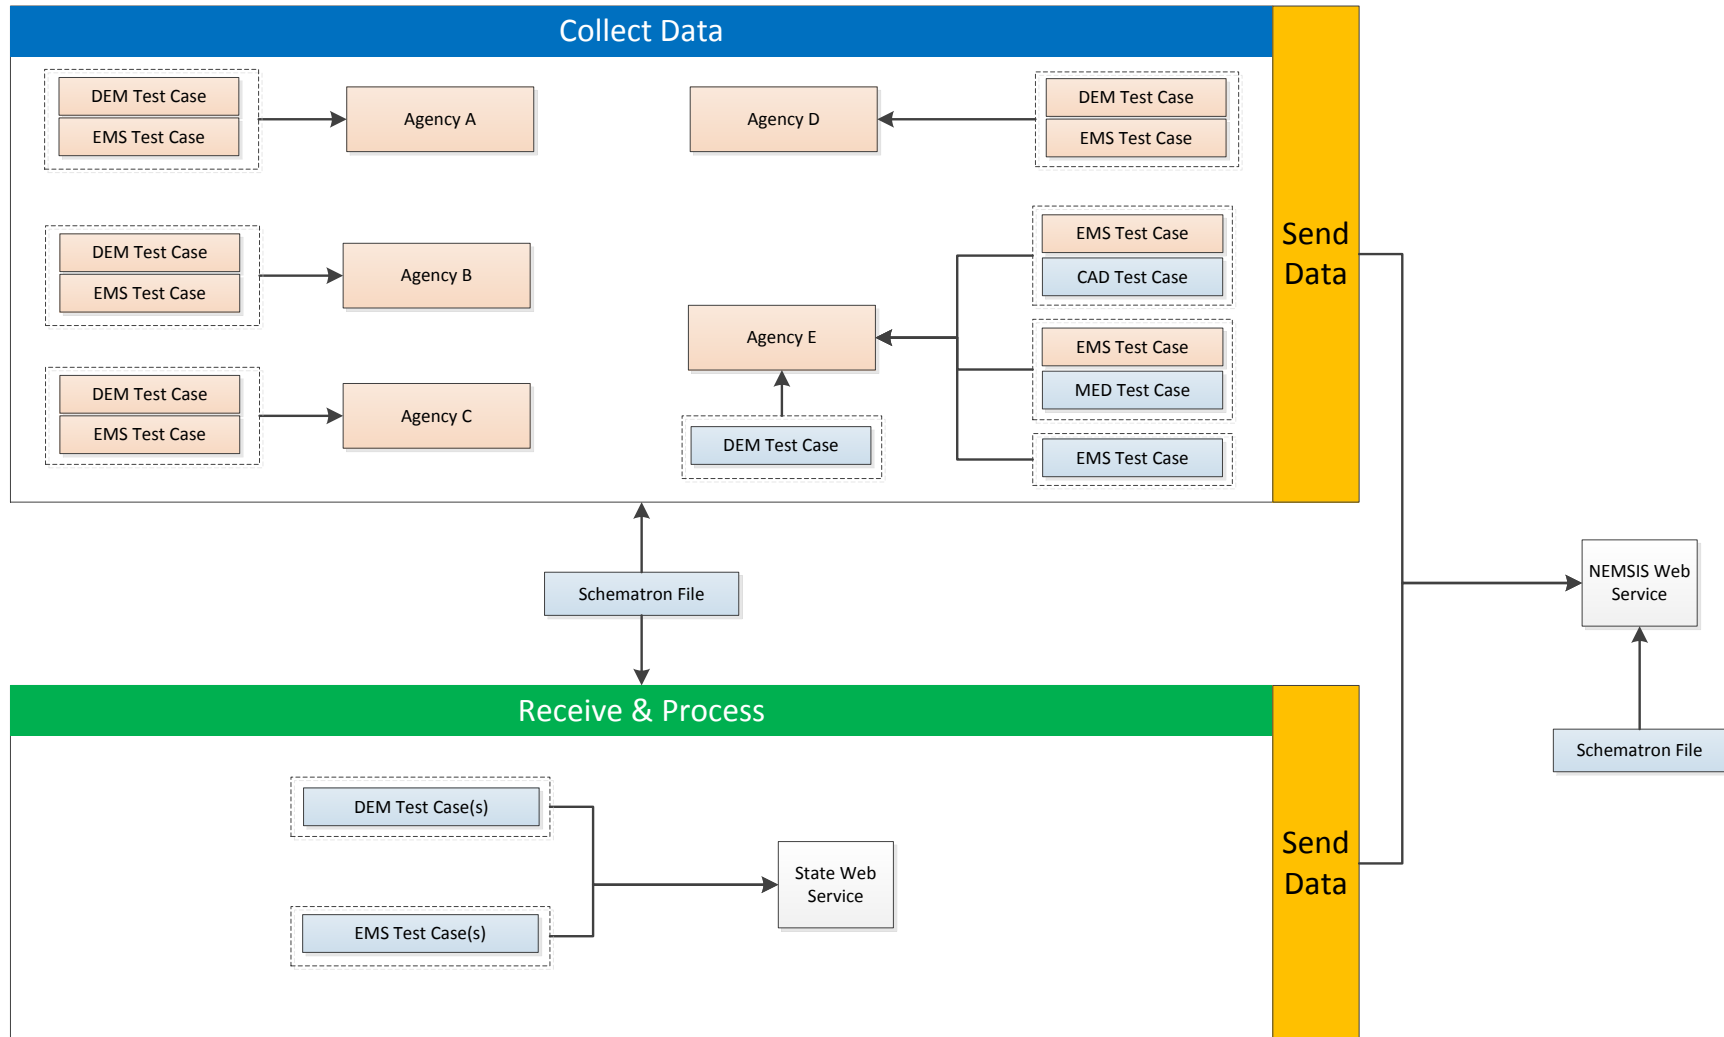 Collect Data
Send
Data
DEM Test Case
EMS Test Case
Agency A
Agency D
DEM Test Case
EMS Test Case
DEM Test Case
EMS Test Case
Agency B
EMS Test Case
CAD Test Case
Agency E
EMS Test Case
MED Test Case
DEM Test Case
EMS Test Case
Agency C
DEM Test Case
EMS Test Case
Schematron File
NEMSIS Web
Service
Schematron File
Receive & Process
Send
Data
DEM Test Case(s)
State Web
Service
EMS Test Case(s)